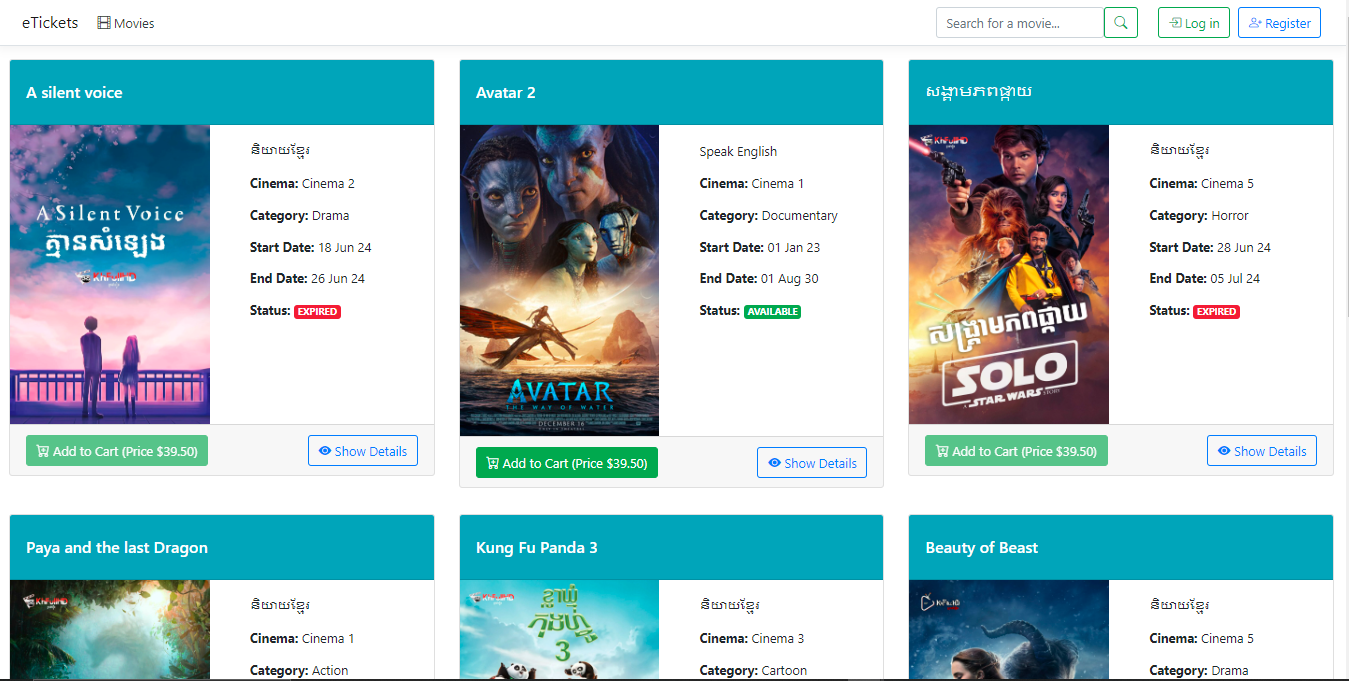 eTickets
Movies
Search for a movie...
Log in
Register
A silent voice
A Silent Voice
គ្មានសំឡេង
និយាយខ្មែរ
Cinema: Cinema 2
Category: Drama
Start Date: 18 Jun 24
End Date: 26 Jun 24
Status: EXPIRED
Add to Cart (Price $39.50)
Show Details
Avatar 2
AVATAR
THE WAY OF WATER
DECEMBER 16
Speak English
Cinema: Cinema 1
Category: Documentary
Start Date: 01 Jan 23
End Date: 01 Aug 30
Status: AVAILABLE
Add to Cart (Price $39.50)
Show Details
សង្គាមភពផ្កាយ
សង្គ្រាមភពផ្កាយ
SOLO
A STAR WARS STORY
និយាយខ្មែរ
Cinema: Cinema 5
Category: Horror
Start Date: 28 Jun 24
End Date: 05 Jul 24
Status: EXPIRED
Add to Cart (Price $39.50)
Show Details
Paya and the last Dragon
និយាយខ្មែរ
Cinema: Cinema 1
Category: Action
Kung Fu Panda 3
ខ្លាឃ្មុំ
កុងហ្វូ
3
និយាយខ្មែរ
Cinema: Cinema 3
Category: Cartoon
Beauty of Beast
និយាយខ្មែរ
Cinema: Cinema 5
Category: Drama